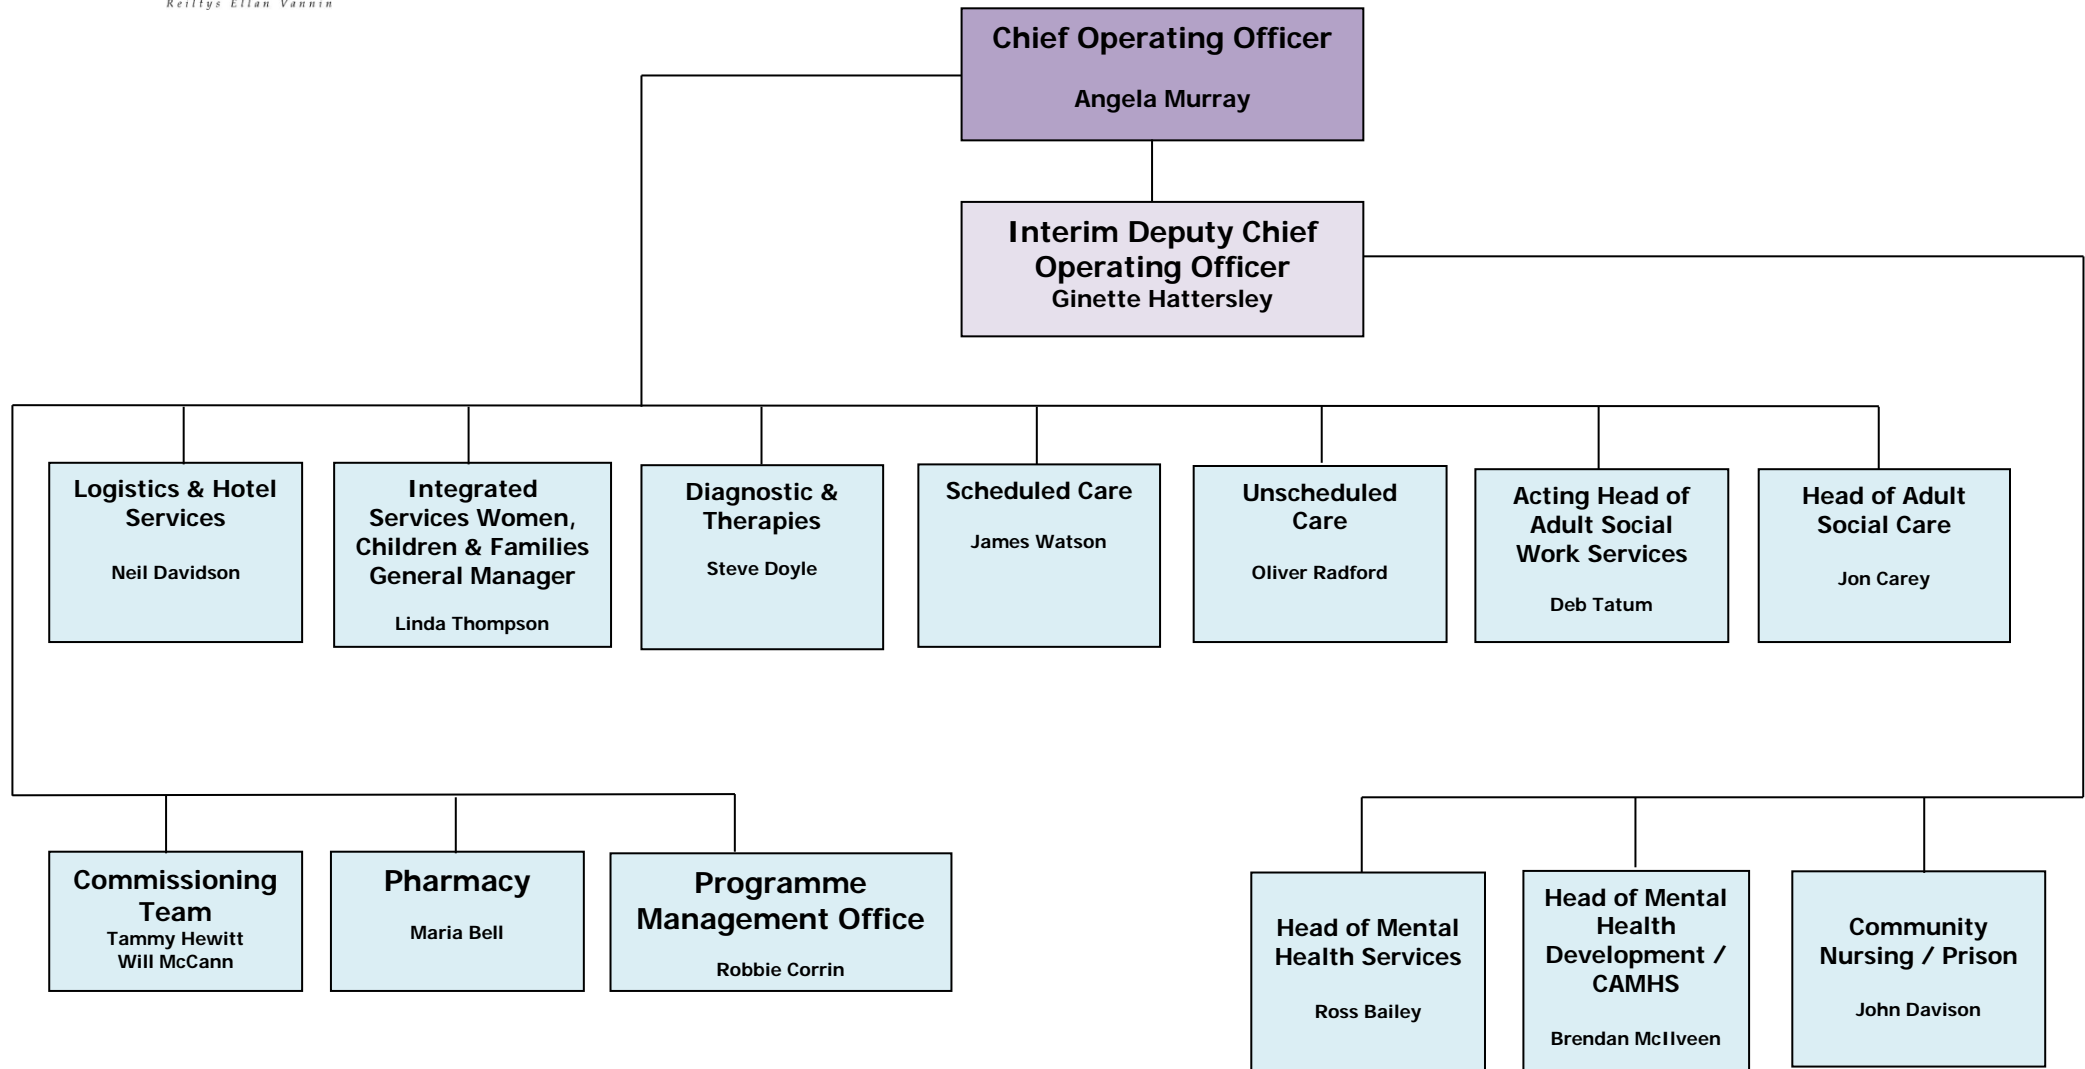 Reiltys Ellan Vannin
Chief Operating Officer
Angela Murray
Interim Deputy Chief
Operating Officer
Ginette Hattersley
Logistics & Hotel
Services
Neil Davidson
Integrated
Services Women,
Children & Families
General Manager
Linda Thompson
Diagnostic &
Therapies
Steve Doyle
Scheduled Care
James Watson
Unscheduled
Care
Oliver Radford
Acting Head of
Adult Social
Work Services
Deb Tatum
Head of Adult
Social Care
Jon Carey
Commissioning
Team
Tammy Hewitt
Will McCann
Pharmacy
Maria Bell
Programme
Management Office
Robbie Corrin
Head of Mental
Health Services
Ross Bailey
Head of Mental
Health
Development /
CAMHS
Brendan McIlveen
Community
Nursing / Prison
John Davison